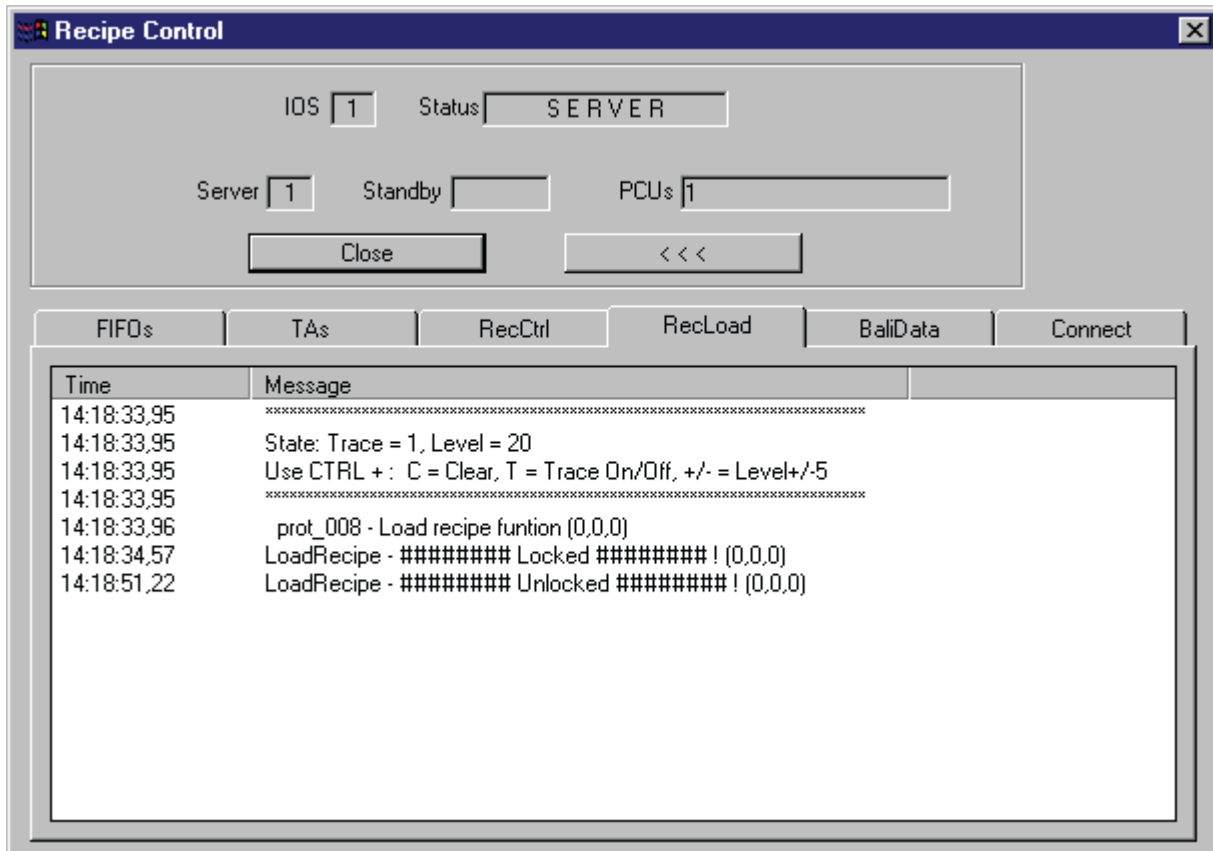 Recipe Control
IOS 1 Status S E R V E R
Server 1 Standby PCUs 1
Close < < <
FIFOs TAs RecCtrl RecLoad BaliData Connect
Time Message
14:18:33,95 ***************************************************************************
14:18:33,95 State: Trace = 1, Level = 20
14:18:33,95 Use CTRL + : C = Clear, T = Trace On/Off, +/- = Level+/-5
14:18:33,95 ***************************************************************************
14:18:33,96 prot_008 - Load recipe funtion (0,0,0)
14:18:34,57 LoadRecipe - ######## Locked ######## ! (0,0,0)
14:18:51,22 LoadRecipe - ######## Unlocked ######## ! (0,0,0)